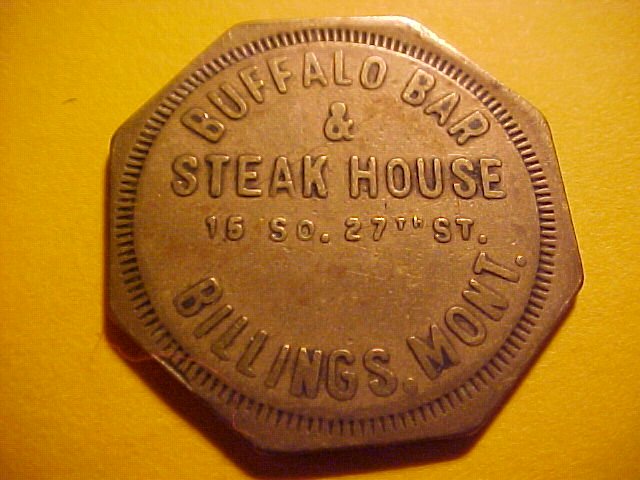 BUFFALO BAR
&
STEAK HOUSE
15 SO. 27TH ST.
BILLINGS, MONT.